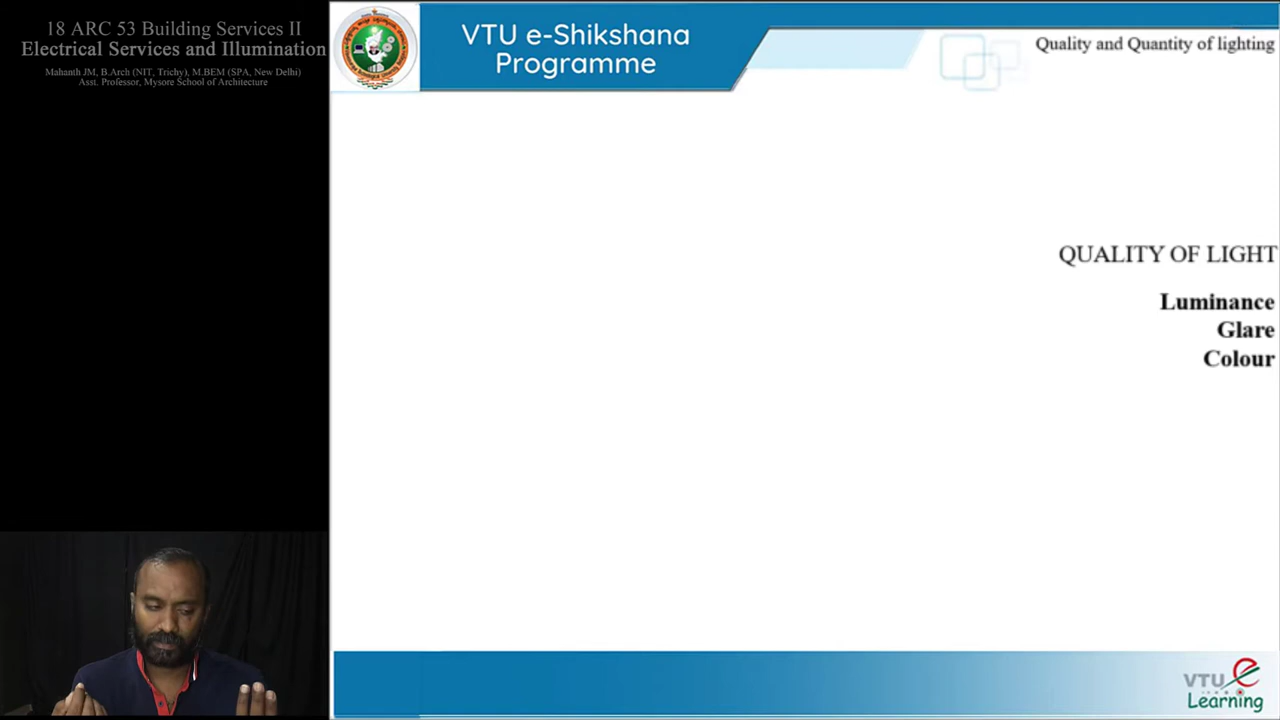 18 ARC 53 Building Services II
Electrical Services and Illumination
Mahanth JM, B.Arch (NIT, Trichy), M.BEM (SPA, New Delhi)
Asst. Professor, Mysore School of Architecture
VTU e-Shikshana
Programme
Quality and Quantity of lighting
QUALITY OF LIGHT
Luminance
Glare
Colour
VTU e
Learning